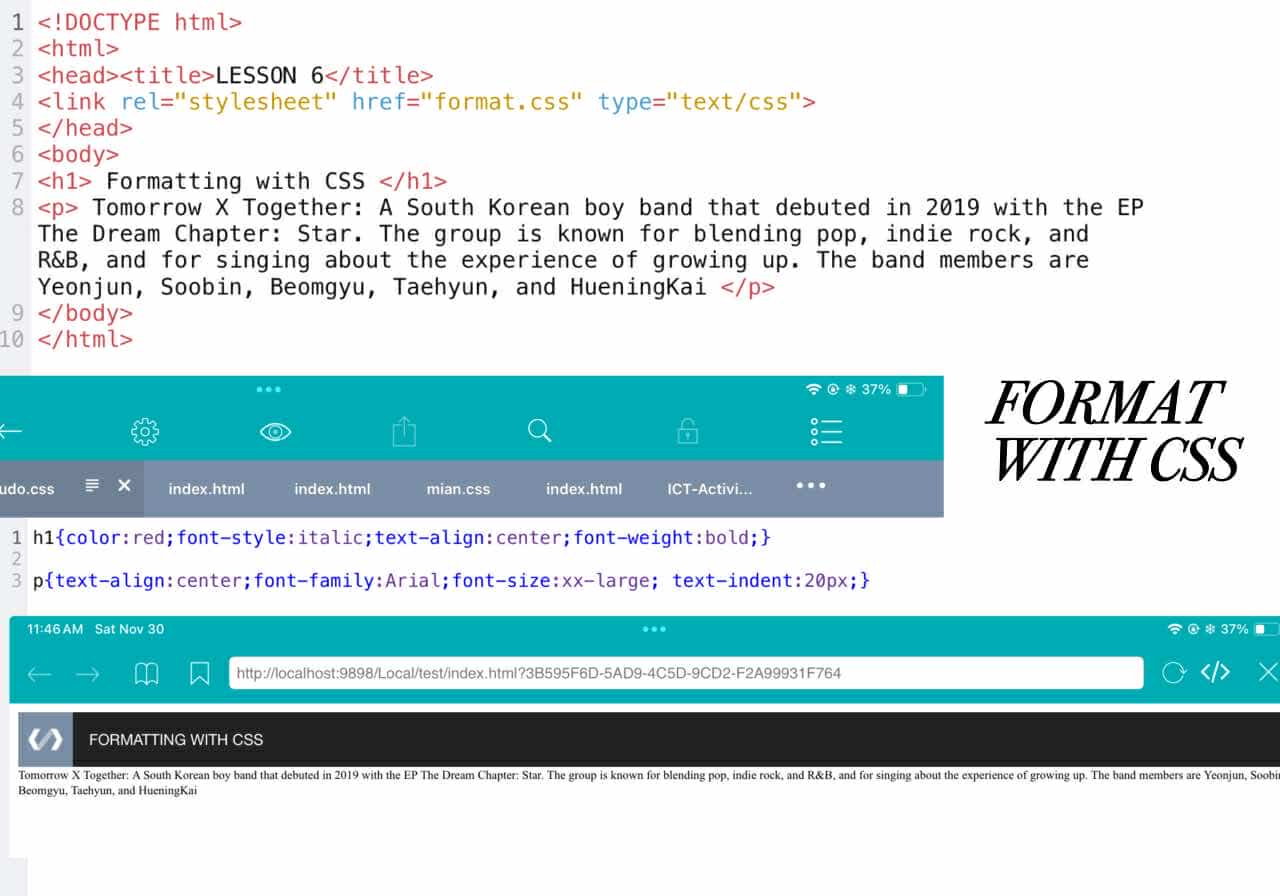 1 <!DOCTYPE html>
2 <html>
3 <head><title>LESSON 6</title>
4 <link rel="stylesheet" href="format.css" type="text/css">
5 </head>
6 <body>
7 <h1> Formatting with CSS </h1>
8 <p> Tomorrow X Together: A South Korean boy band that debuted in 2019 with the EP
The Dream Chapter: Star. The group is known for blending pop, indie rock, and
R&B, and for singing about the experience of growing up. The band members are
Yeonjun, Soobin, Beomgyu, Taehyun, and HueningKai </p>
9 </body>
10 </html>
37%
FORMAT
WITH CSS
udo.css index.html index.html mian.css index.html ICT-Activi...
1 h1{color:red;font-style:italic;text-align:center;font-weight:bold;}
2
3 p{text-align:center;font-family:Arial;font-size:xx-large; text-indent:20px;}
11:46 AM Sat Nov 30 37%
http://localhost:9898/Local/test/index.html?3B595F6D-5AD9-4C5D-9CD2-F2A99931F764
FORMATTING WITH CSS
Tomorrow X Together: A South Korean boy band that debuted in 2019 with the EP The Dream Chapter: Star. The group is known for blending pop, indie rock, and R&B, and for singing about the experience of growing up. The band members are Yeonjun, Soobin
Beomgyu, Taehyun, and HueningKai